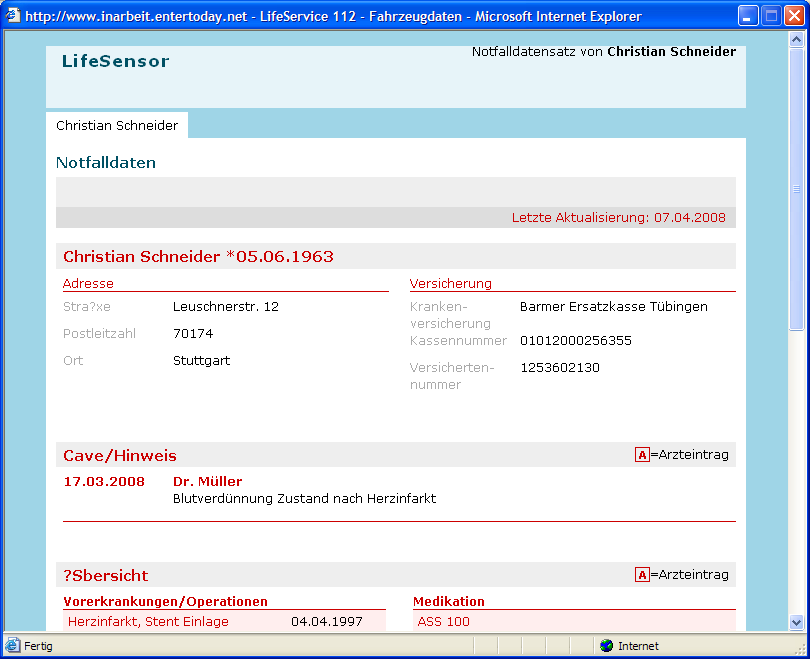 http://www.inarbeit.entertoday.net - LifeService 112 - Fahrzeugdaten - Microsoft Internet Explorer
LifeSensor
Notfalldatensatz von Christian Schneider
Christian Schneider
Notfalldaten
Letzte Aktualisierung: 07.04.2008
Christian Schneider *05.06.1963
Adresse
Stra?xe Leuschnerstr. 12
Postleitzahl 70174
Ort Stuttgart
Versicherung
Kranken- Barmer Ersatzkasse Tübingen
versicherung
Kassennummer 01012000256355
Versicherten- 1253602130
nummer
Cave/Hinweis A=Arzteintrag
17.03.2008 Dr. Müller
Blutverdünnung Zustand nach Herzinfarkt
?Sbersicht A=Arzteintrag
Vorerkrankungen/Operationen Medikation
Herzinfarkt, Stent Einlage 04.04.1997 ASS 100
Fertig Internet